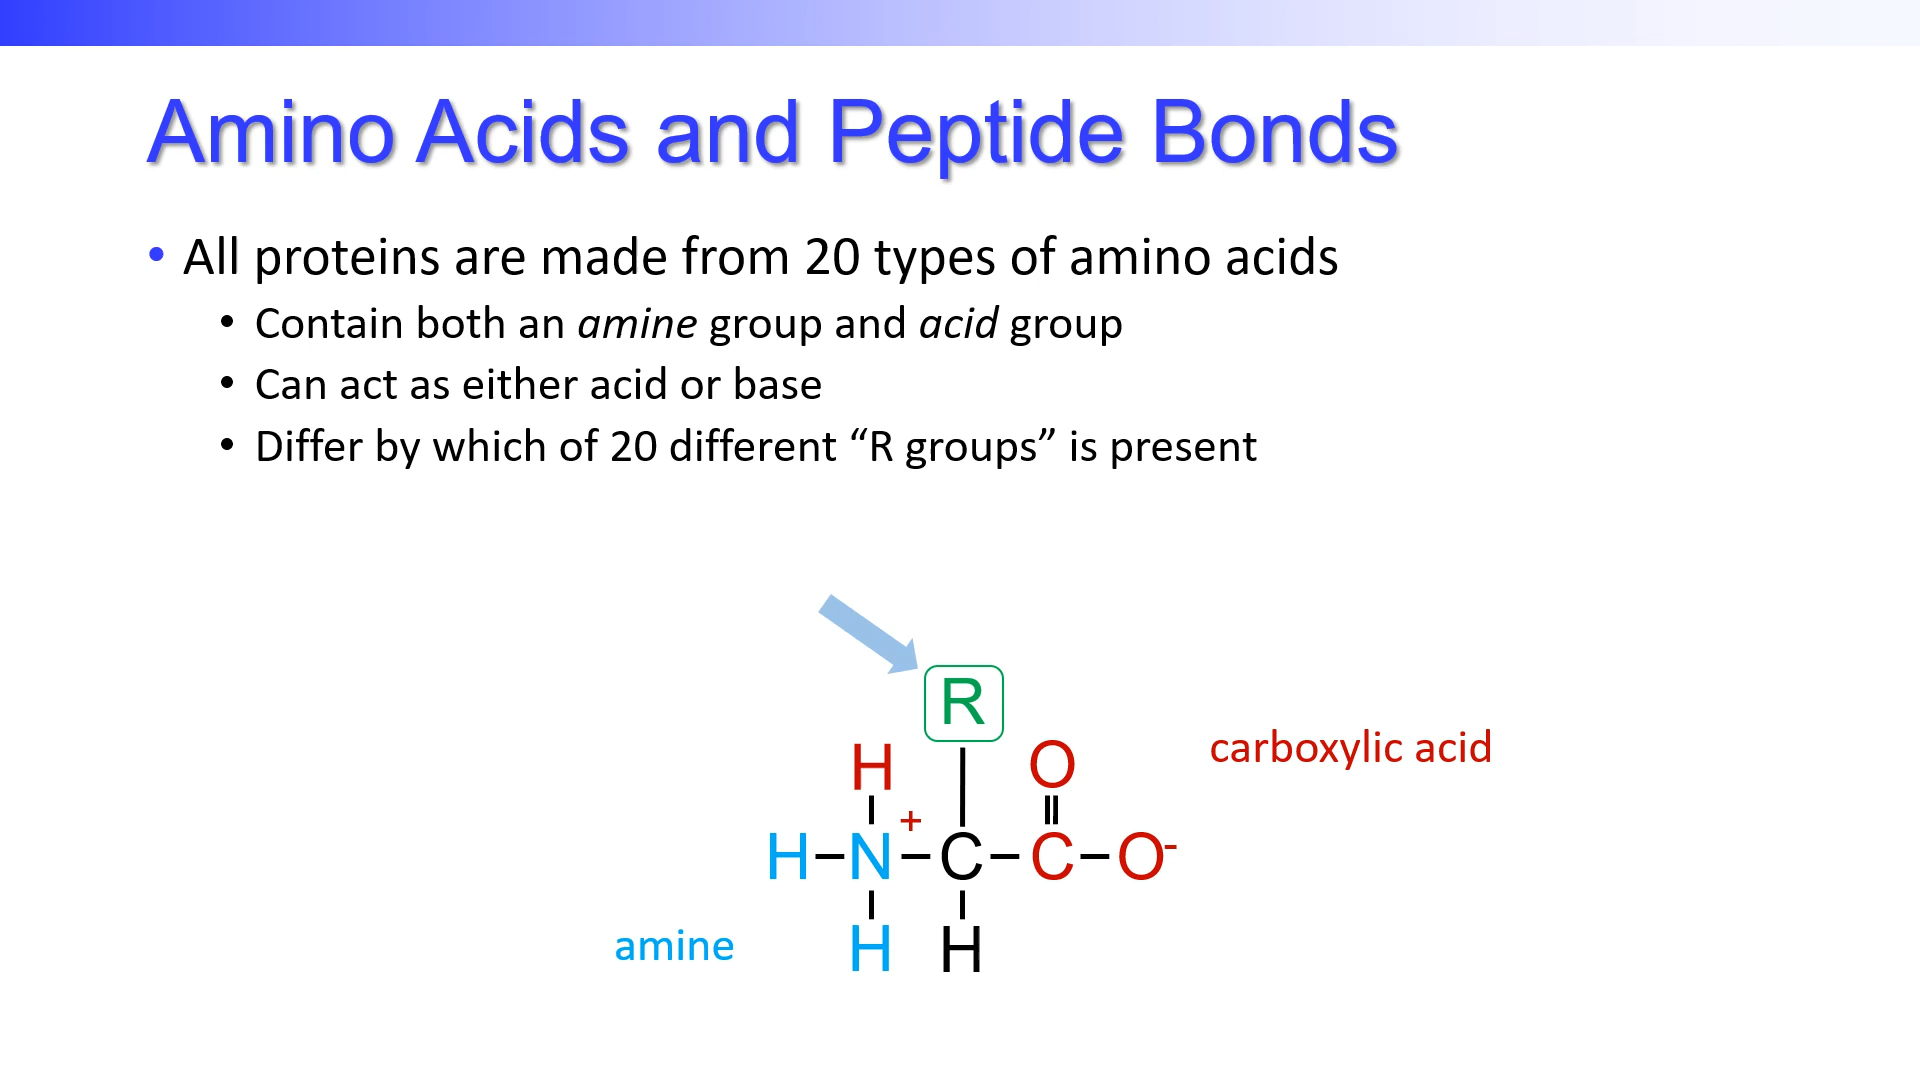 Amino Acids and Peptide Bonds
• All proteins are made from 20 types of amino acids
• Contain both an amine group and acid group
• Can act as either acid or base
• Differ by which of 20 different “R groups” is present
R
H O carboxylic acid
+
H–N–C–C–O-
amine H H